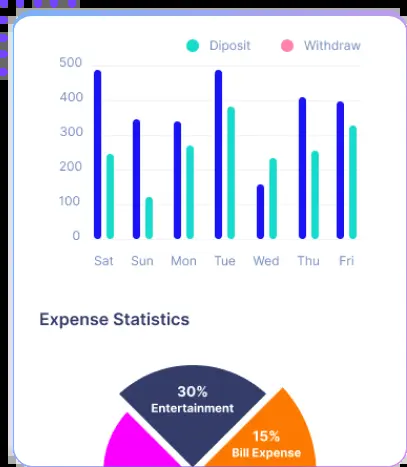 Diposit Withdraw
500
400
300
200
100
0
Sat Sun Mon Tue Wed Thu Fri
Expense Statistics
30%
Entertainment
15%
Bill Expense